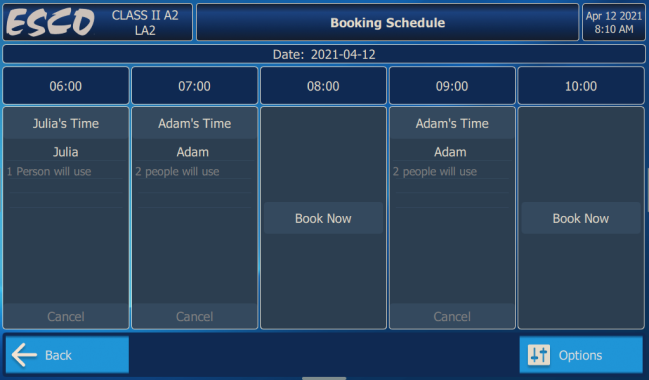 ESCO
CLASS II A2
LA2
Booking Schedule
Apr 12 2021
8:10 AM
Date: 2021-04-12
06:00
07:00
08:00
09:00
10:00
Julia's Time
Julia
1 Person will use
Cancel
Adam's Time
Adam
2 people will use
Cancel
Book Now
Adam's Time
Adam
2 people will use
Cancel
Book Now
Back
Options